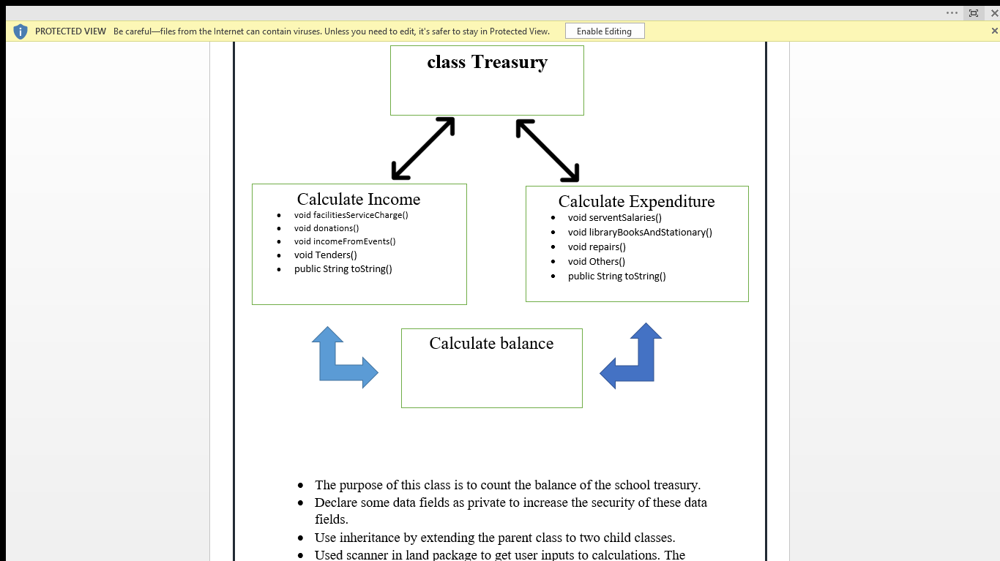 PROTECTED VIEW Be careful—files from the Internet can contain viruses. Unless you need to edit, it's safer to stay in Protected View. Enable Editing
class Treasury
Calculate Income
• void facilitiesServiceCharge()
• void donations()
• void incomeFromEvents()
• void Tenders()
• public String toString()
Calculate Expenditure
• void serventSalaries()
• void libraryBooksAndStationary()
• void repairs()
• void Others()
• public String toString()
Calculate balance
• The purpose of this class is to count the balance of the school treasury.
• Declare some data fields as private to increase the security of these data
fields.
• Use inheritance by extending the parent class to two child classes.
• Used scanner in land package to get user inputs to calculations. The